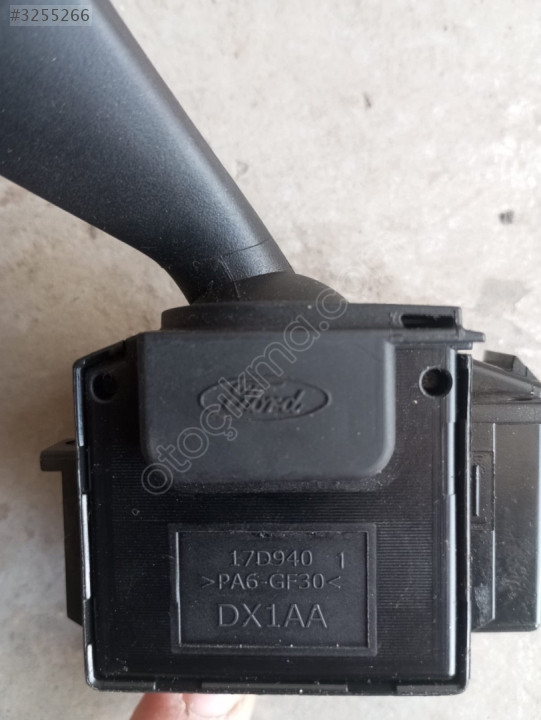 #3255266
Ford
otoçıkma.com
17D940 1
>PA6-GF30<
DX1AA